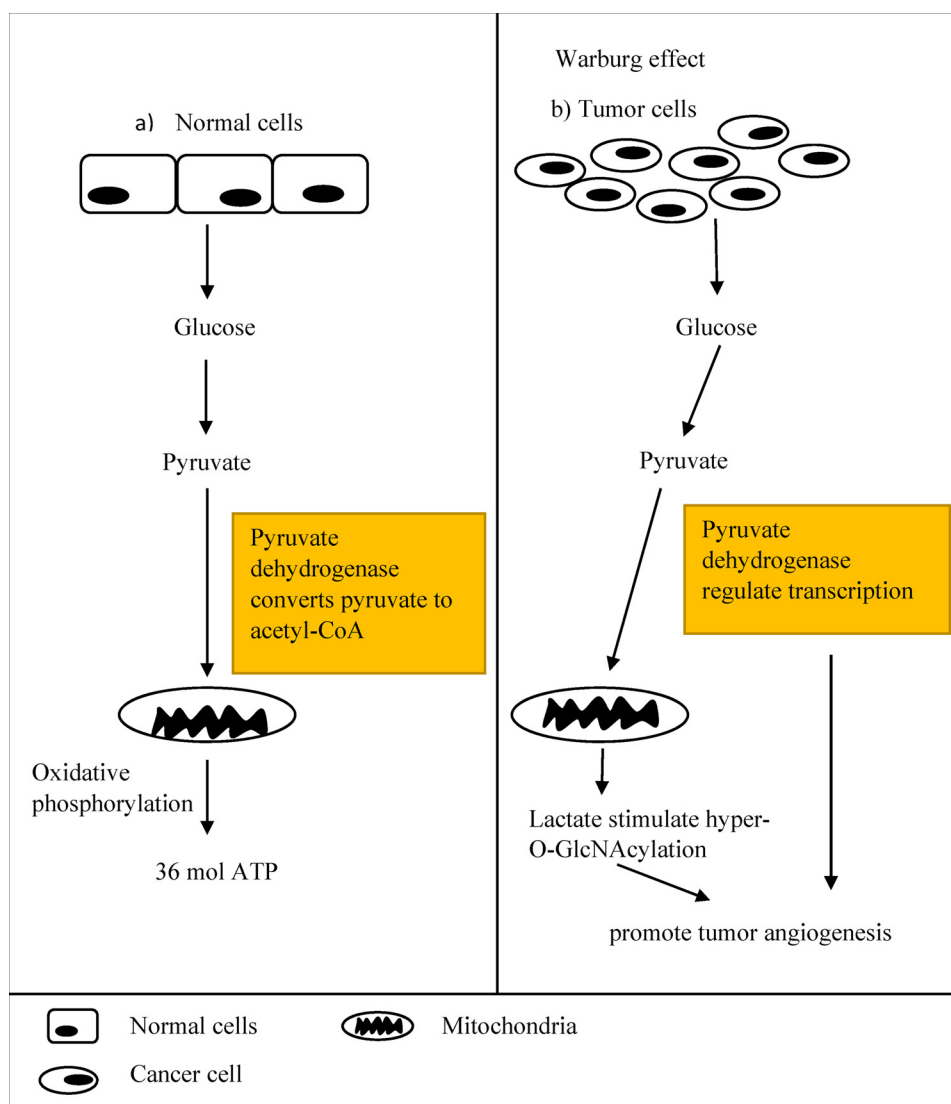 a) Normal cells
Glucose
Pyruvate
Pyruvate
dehydrogenase
converts pyruvate to
acetyl-CoA
Oxidative
phosphorylation
36 mol ATP
Warburg effect
b) Tumor cells
Glucose
Pyruvate
Pyruvate
dehydrogenase
regulate transcription
Lactate stimulate hyper-
O-GlcNAcylation
promote tumor angiogenesis
Normal cells
Mitochondria
Cancer cell